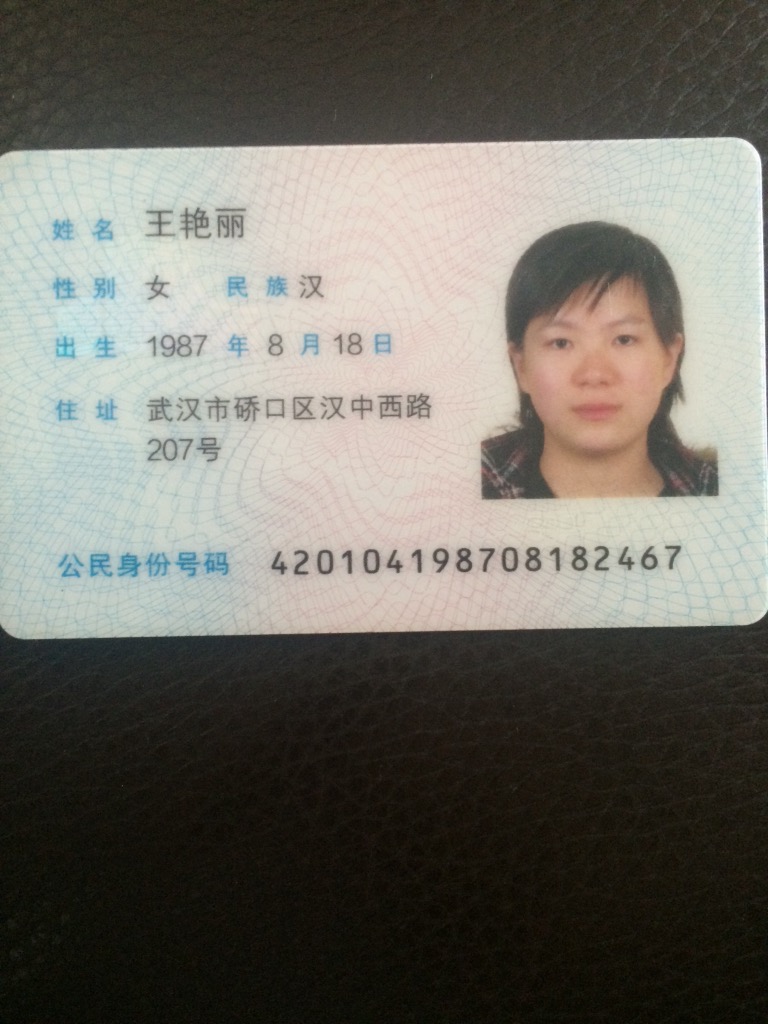 姓名 王艳丽
性别 女 民族 汉
出生 1987 年 8 月 18 日
住址 武汉市硚口区汉中西路
207号
公民身份号码 420104198708182467